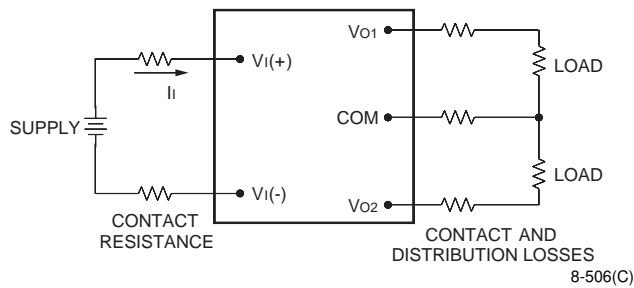 VO1
VI(+)
LOAD
II
COM
SUPPLY
LOAD
VI(-)
VO2
CONTACT
RESISTANCE
CONTACT AND
DISTRIBUTION LOSSES
8-506(C)